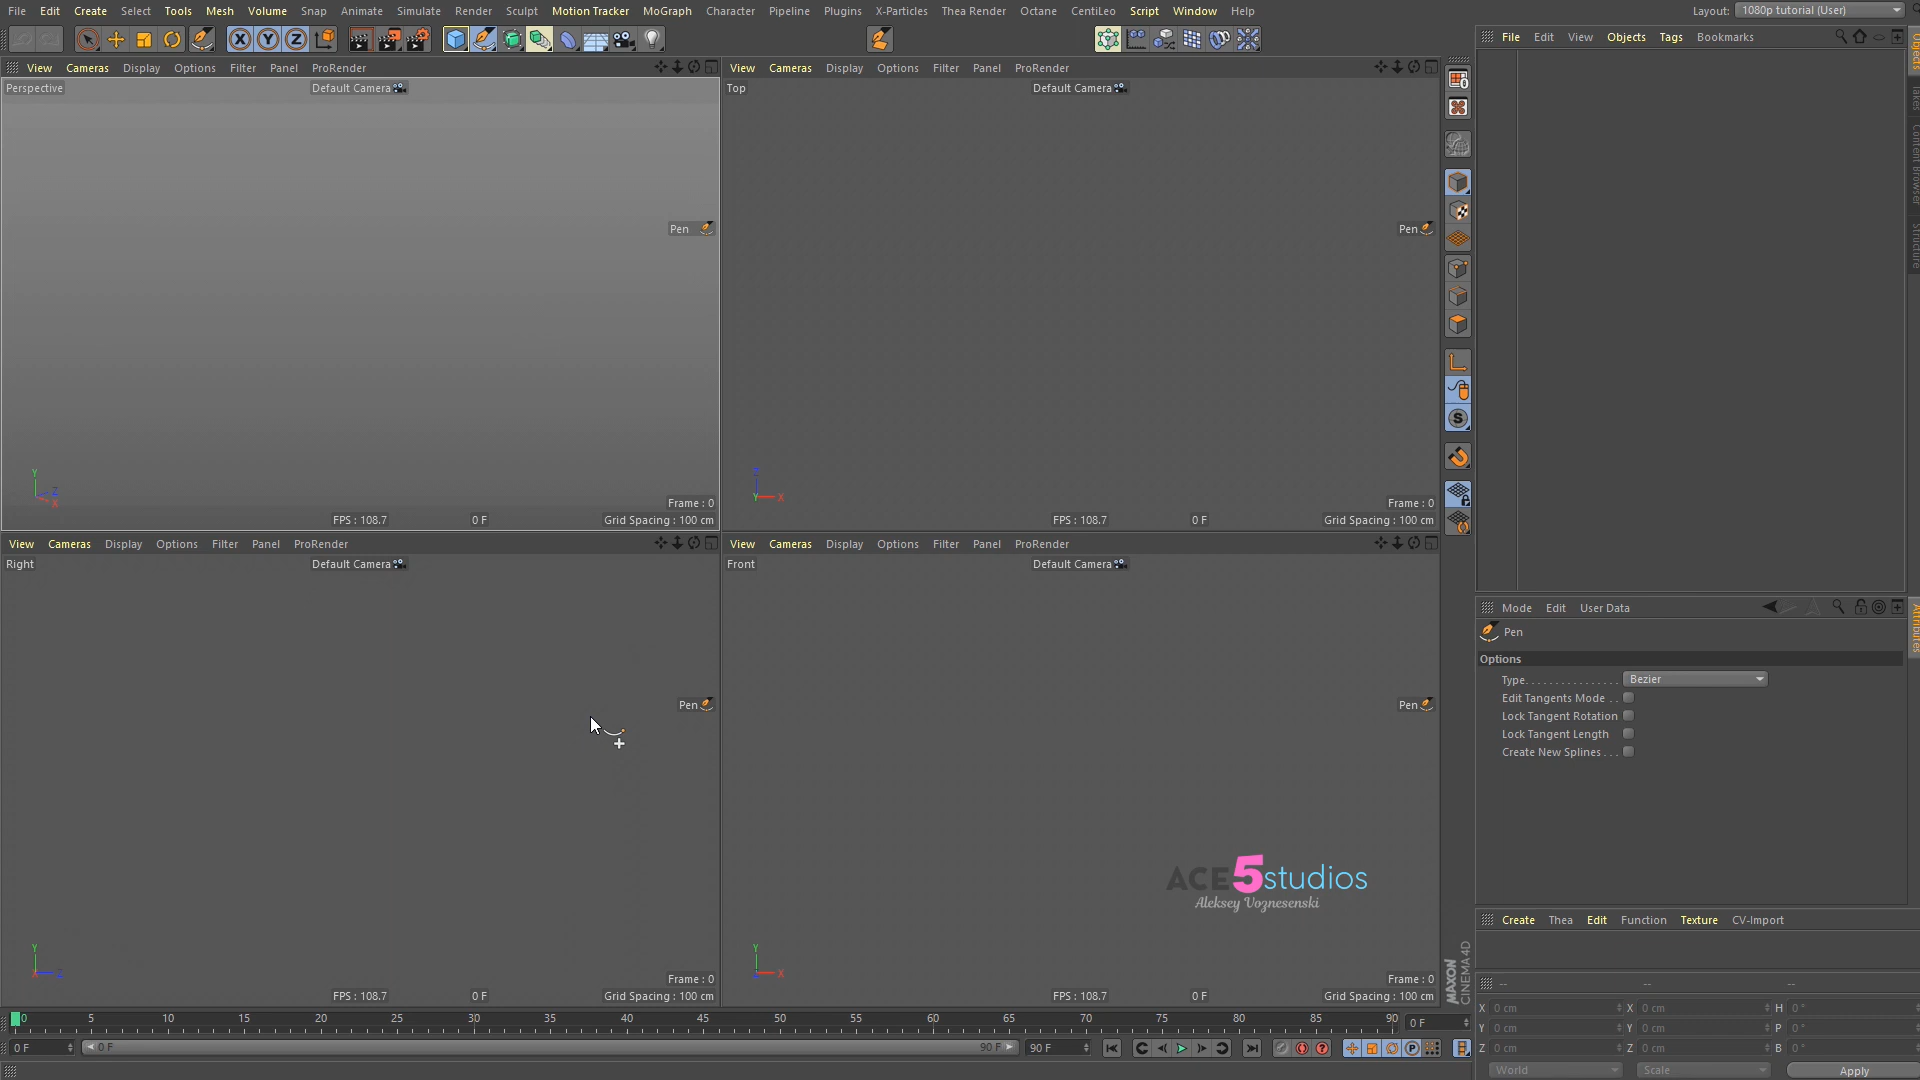 File Edit Create Select Tools Mesh Volume Snap Animate Simulate Render Sculpt Motion Tracker MoGraph Character Pipeline Plugins X-Particles Thea Render Octane CentiLeo Script Window Help Layout: 1080p tutorial (User)
File Edit View Objects Tags Bookmarks
Objects
Takes
Content Browser
Structure
View Cameras Display Options Filter Panel ProRender
Perspective Default Camera
Pen
Y Z X
Frame : 0
FPS : 108.7 0 F Grid Spacing : 100 cm
View Cameras Display Options Filter Panel ProRender
Top Default Camera
Pen
Z Y X
Frame : 0
FPS : 108.7 0 F Grid Spacing : 100 cm
View Cameras Display Options Filter Panel ProRender
Right Default Camera
Pen
Y X Z
Frame : 0
FPS : 108.7 0 F Grid Spacing : 100 cm
View Cameras Display Options Filter Panel ProRender
Front Default Camera
Pen
ACE5studios
Aleksey Voznesenski
Y Z X
Frame : 0
FPS : 108.7 0 F Grid Spacing : 100 cm
Mode Edit User Data
Attributes
Pen
Options
Type. . . . . . . . . . . . . . . Bezier
Edit Tangents Mode . .
Lock Tangent Rotation
Lock Tangent Length
Create New Splines . . .
Create Thea Edit Function Texture CV-Import
MAXON
CINEMA 4D
-- -- --
X 0 cm X 0 cm H 0 °
Y 0 cm Y 0 cm P 0 °
Z 0 cm Z 0 cm B 0 °
World Scale Apply
0 5 10 15 20 25 30 35 40 45 50 55 60 65 70 75 80 85 90 0 F
0 F 0 F 90 F 90 F